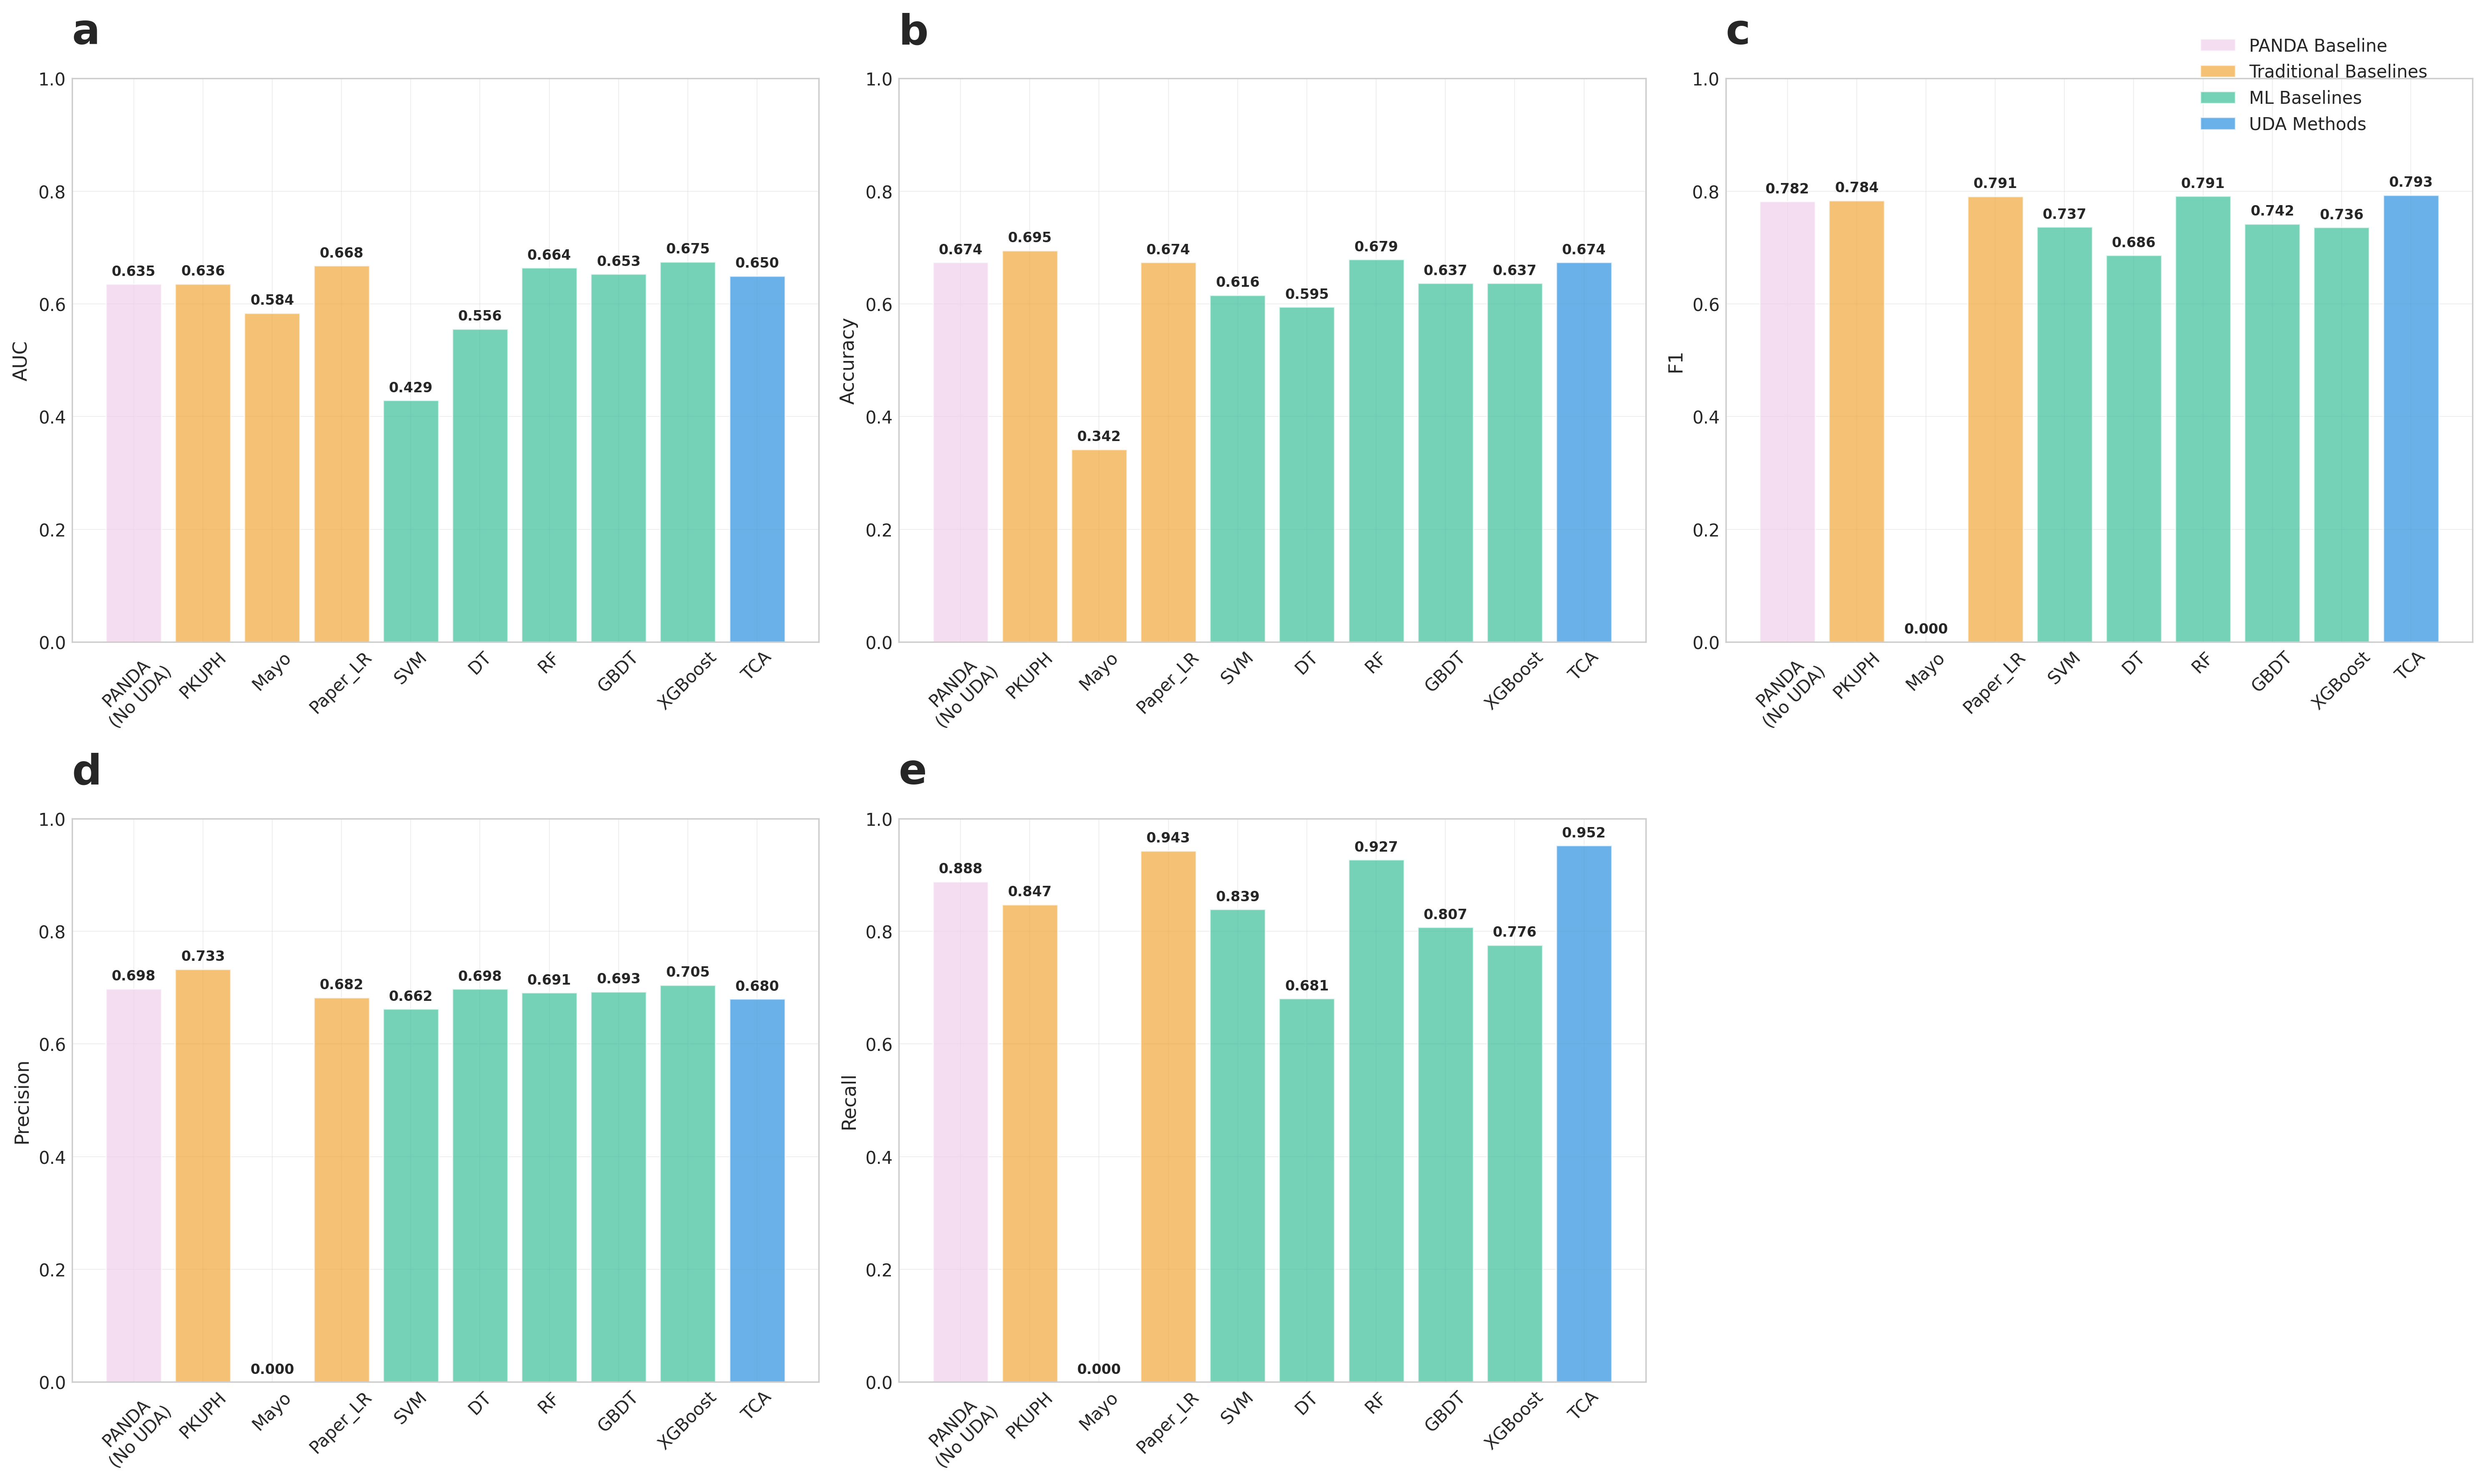 a
1.0
0.8
0.6
0.4
0.2
0.0
AUC
0.635
0.636
0.584
0.668
0.429
0.556
0.664
0.653
0.675
0.650
PANDA
(No UDA)
PKUPH
Mayo
Paper_LR
SVM
DT
RF
GBDT
XGBoost
TCA
b
1.0
0.8
0.6
0.4
0.2
0.0
Accuracy
0.674
0.695
0.342
0.674
0.616
0.595
0.679
0.637
0.637
0.674
PANDA
(No UDA)
PKUPH
Mayo
Paper_LR
SVM
DT
RF
GBDT
XGBoost
TCA
c
PANDA Baseline
Traditional Baselines
ML Baselines
UDA Methods
1.0
0.8
0.6
0.4
0.2
0.0
F1
0.782
0.784
0.000
0.791
0.737
0.686
0.791
0.742
0.736
0.793
PANDA
(No UDA)
PKUPH
Mayo
Paper_LR
SVM
DT
RF
GBDT
XGBoost
TCA
d
1.0
0.8
0.6
0.4
0.2
0.0
Precision
0.698
0.733
0.000
0.682
0.662
0.698
0.691
0.693
0.705
0.680
PANDA
(No UDA)
PKUPH
Mayo
Paper_LR
SVM
DT
RF
GBDT
XGBoost
TCA
e
1.0
0.8
0.6
0.4
0.2
0.0
Recall
0.888
0.847
0.000
0.943
0.839
0.681
0.927
0.807
0.776
0.952
PANDA
(No UDA)
PKUPH
Mayo
Paper_LR
SVM
DT
RF
GBDT
XGBoost
TCA